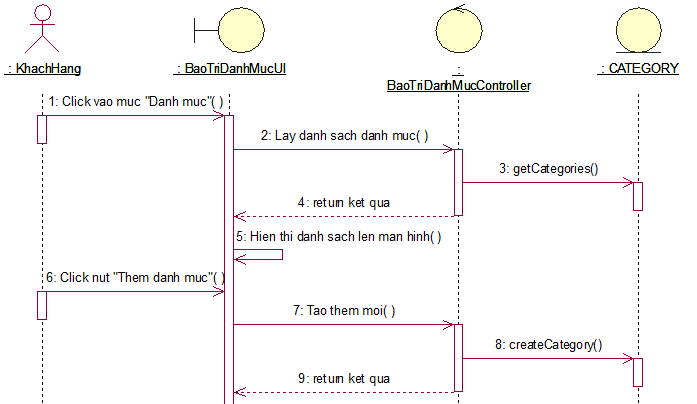 : KhachHang
: BaoTriDanhMucUI
:
BaoTriDanhMucController
: CATEGORY
1: Click vao muc "Danh muc"( )
2: Lay danh sach danh muc( )
3: getCategories()
4: return ket qua
5: Hien thi danh sach len man hinh( )
6: Click nut "Them danh muc"( )
7: Tao them moi( )
8: createCategory()
9: return ket qua